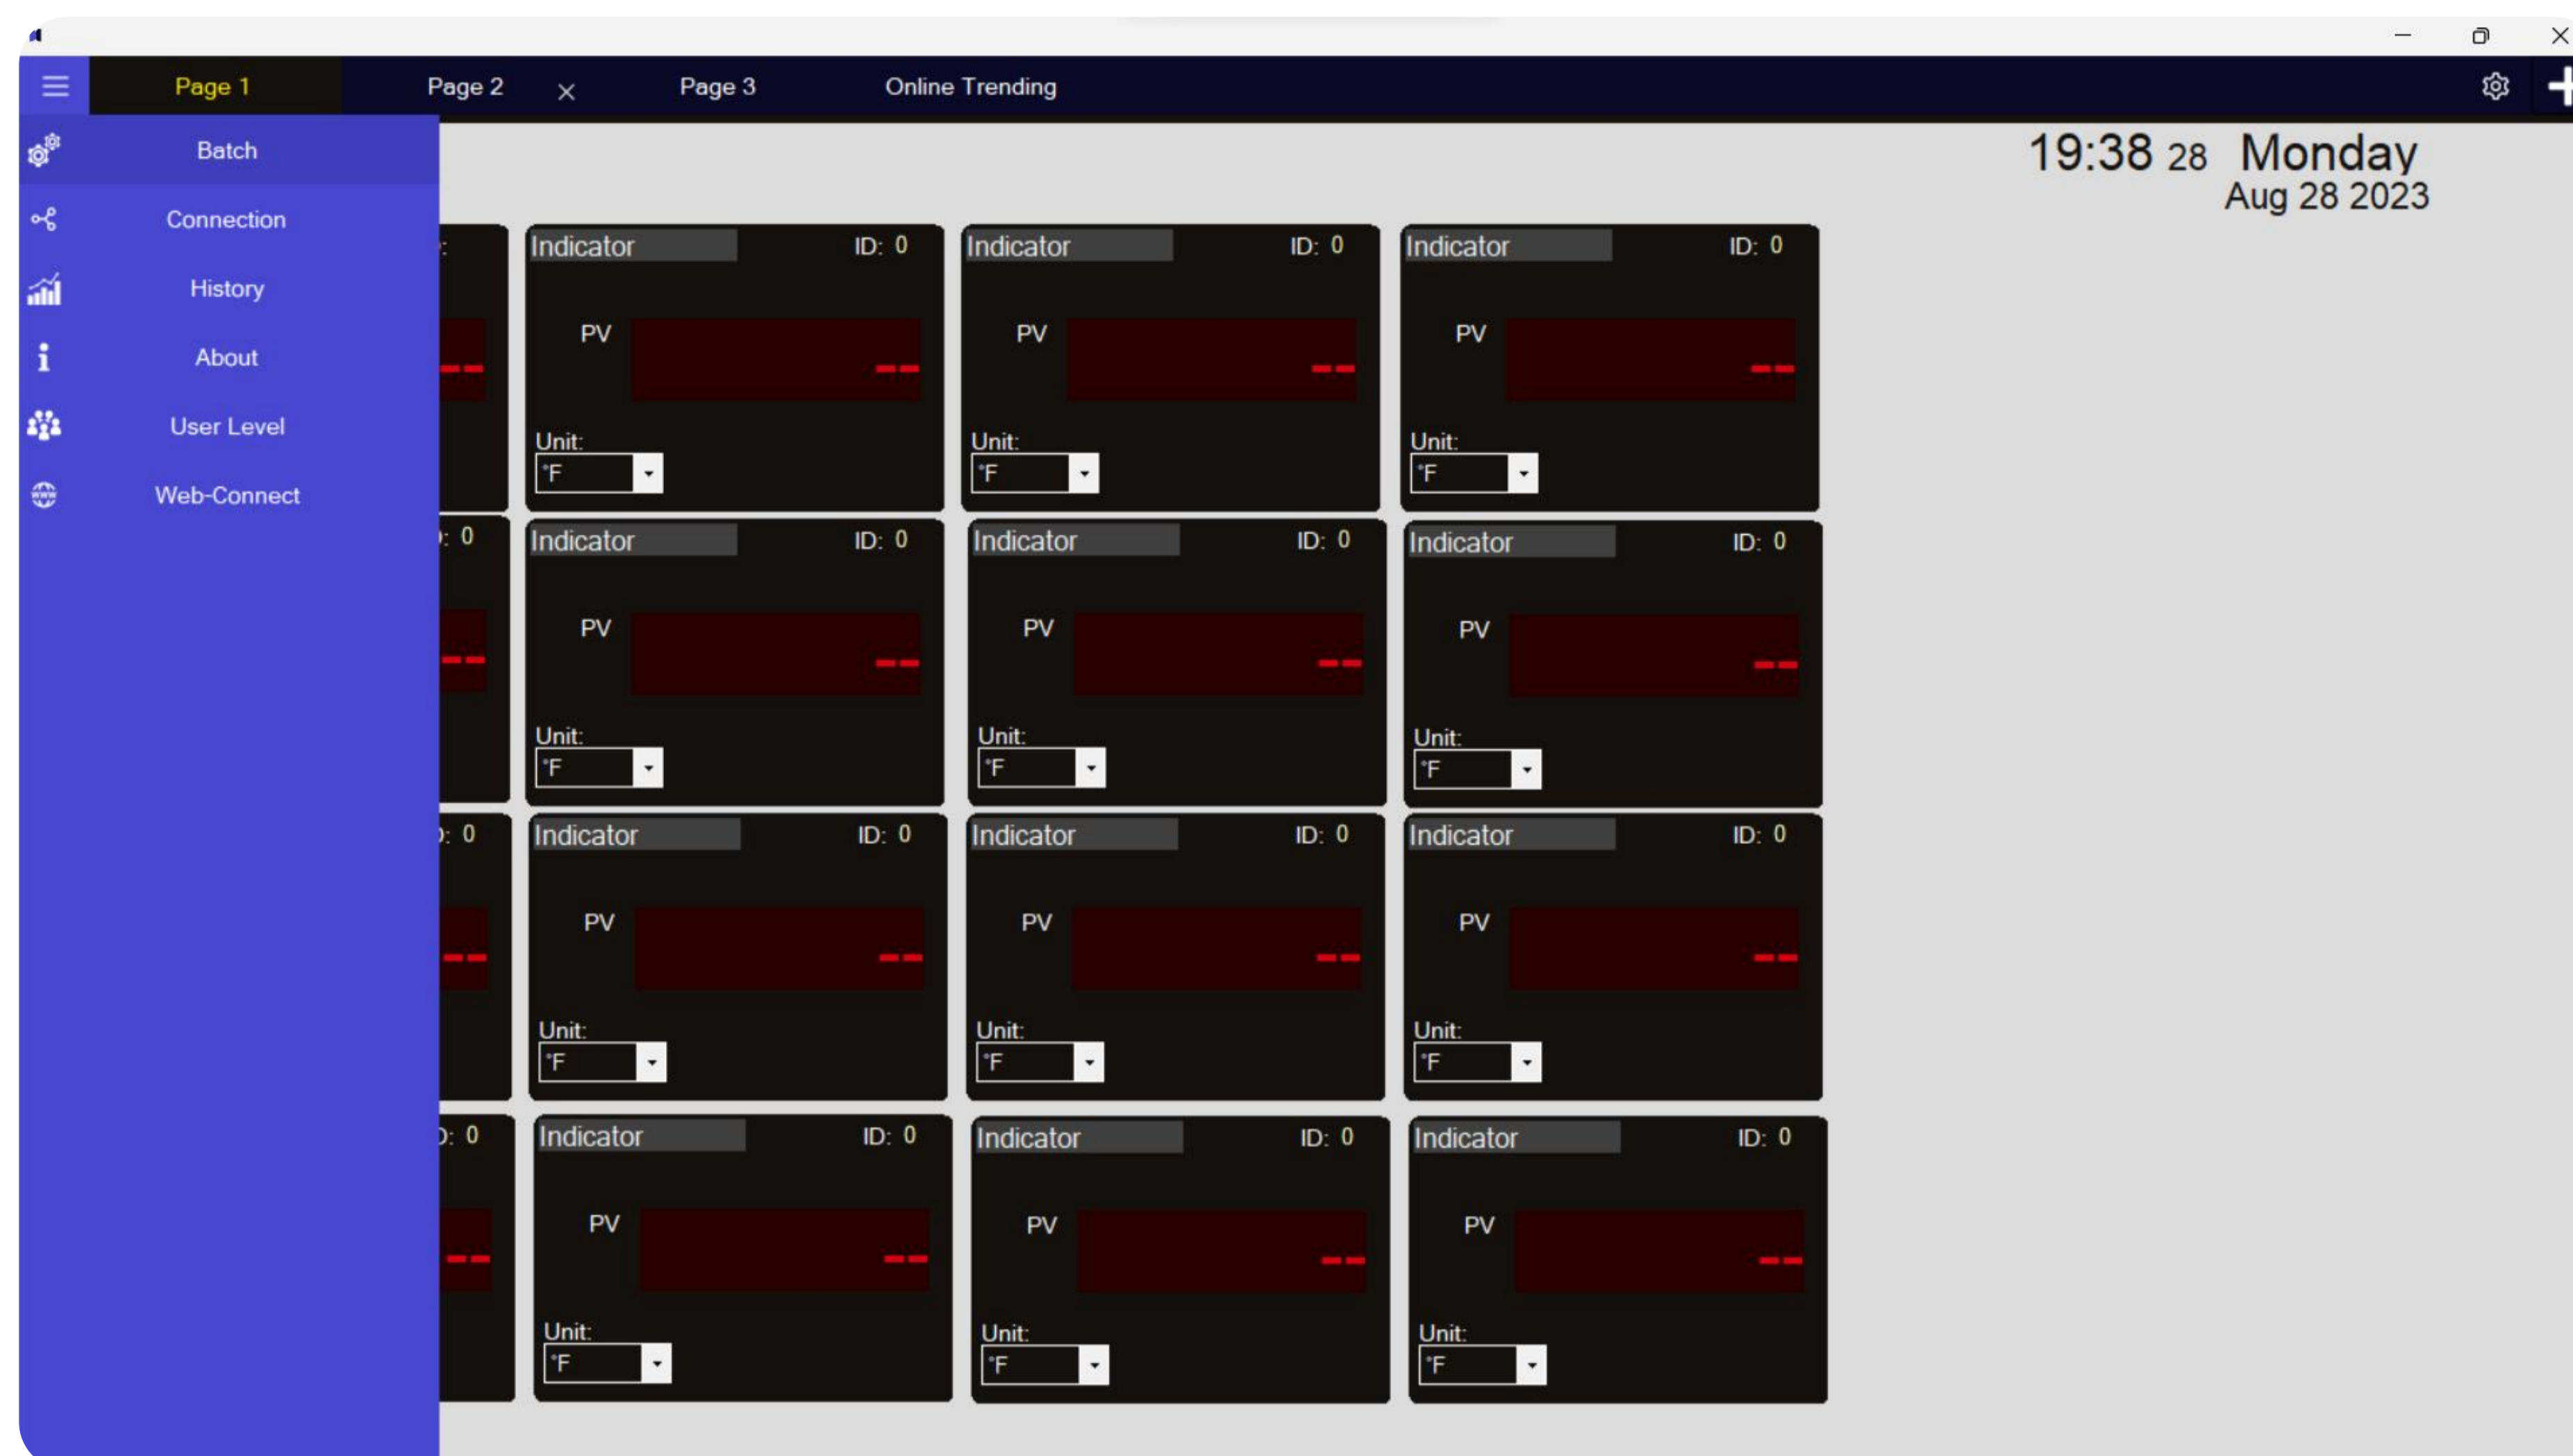 Page 1 Page 2 Page 3 Online Trending
Batch
Connection
History
About
User Level
Web-Connect
www
19:38 28 Monday
Aug 28 2023
Indicator ID: 0 Indicator ID: 0 Indicator ID: 0
PV -- PV -- PV --
Unit: Unit: Unit:
°F °F °F
0 Indicator ID: 0 Indicator ID: 0 Indicator ID: 0
-- PV -- PV -- PV --
Unit: Unit: Unit:
°F °F °F
0 Indicator ID: 0 Indicator ID: 0 Indicator ID: 0
-- PV -- PV -- PV --
Unit: Unit: Unit:
°F °F °F
0 Indicator ID: 0 Indicator ID: 0 Indicator ID: 0
-- PV -- PV -- PV --
Unit: Unit: Unit:
°F °F °F